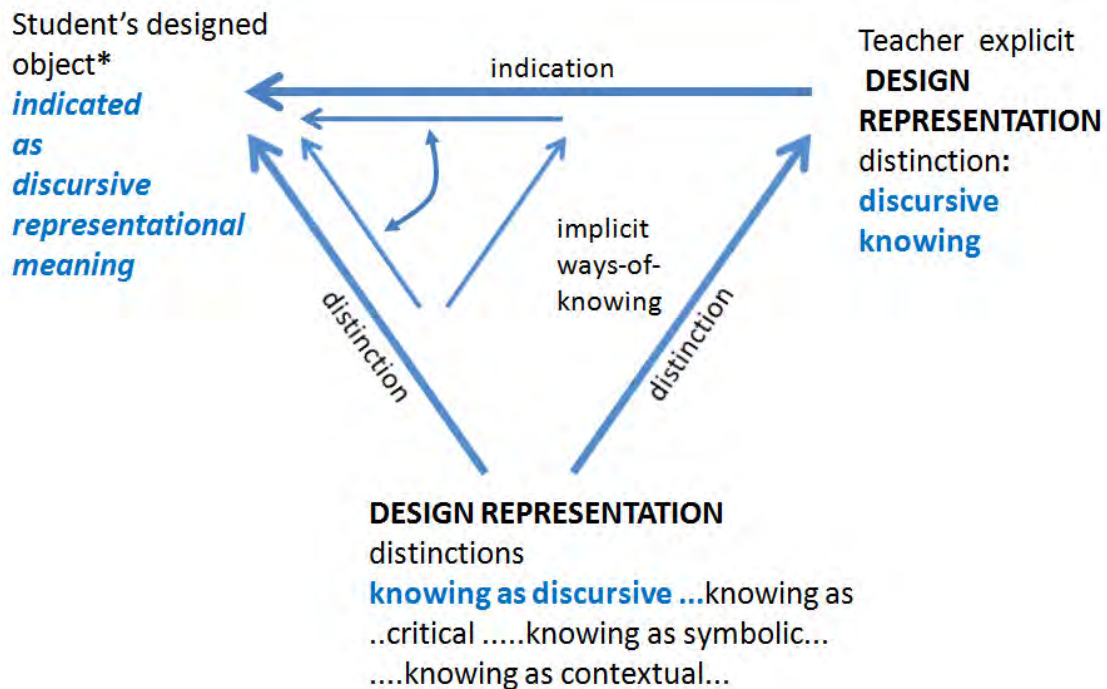 Student's designed
object*
indicated
as
discursive
representational
meaning
indication
Teacher explicit
DESIGN
REPRESENTATION
distinction:
discursive
knowing
implicit
ways-of-
knowing
distinction
distinction
DESIGN REPRESENTATION
distinctions
knowing as discursive ...knowing as
..critical .....knowing as symbolic...
....knowing as contextual...